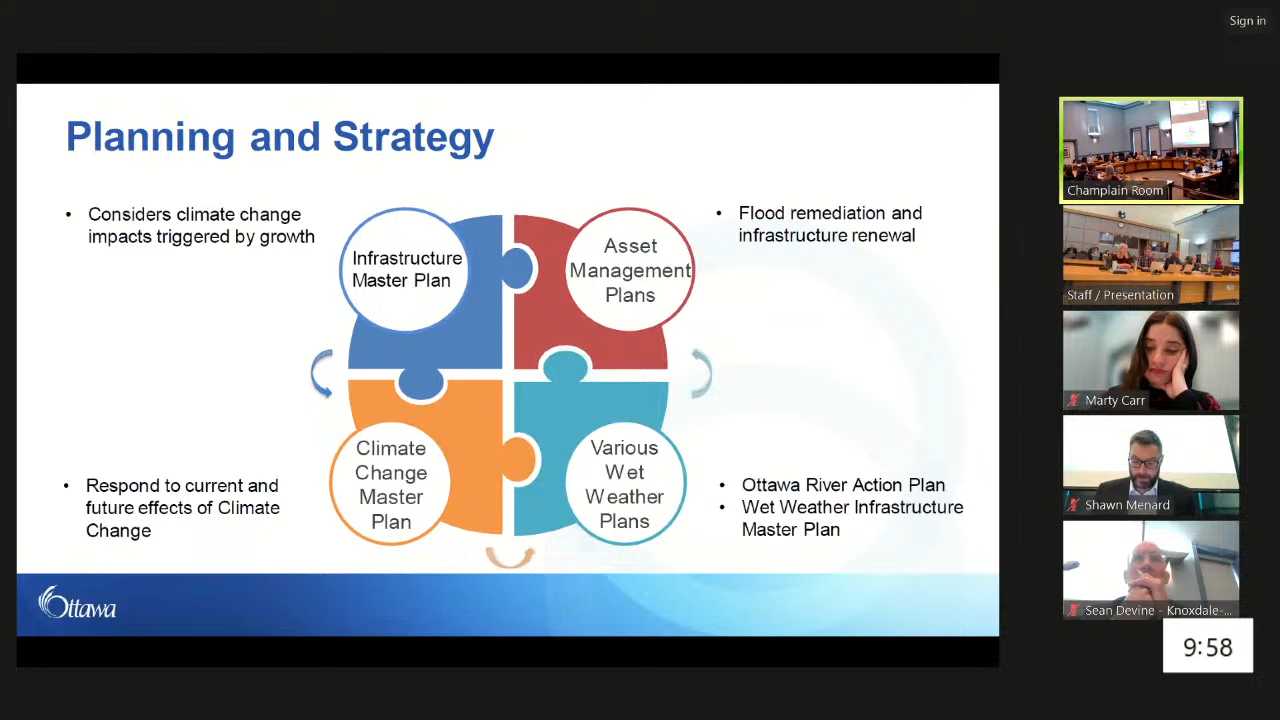 Sign in
Planning and Strategy
• Considers climate change
impacts triggered by growth
Infrastructure
Master Plan
Asset
Management
Plans
• Flood remediation and
infrastructure renewal
Climate
Change
Master
Plan
Various
Wet
Weather
Plans
• Respond to current and
future effects of Climate
Change
• Ottawa River Action Plan
• Wet Weather Infrastructure
Master Plan
Ottawa
Champlain Room
Staff / Presentation
Marty Carr
Shawn Menard
Sean Devine - Knoxdale-...
9:58